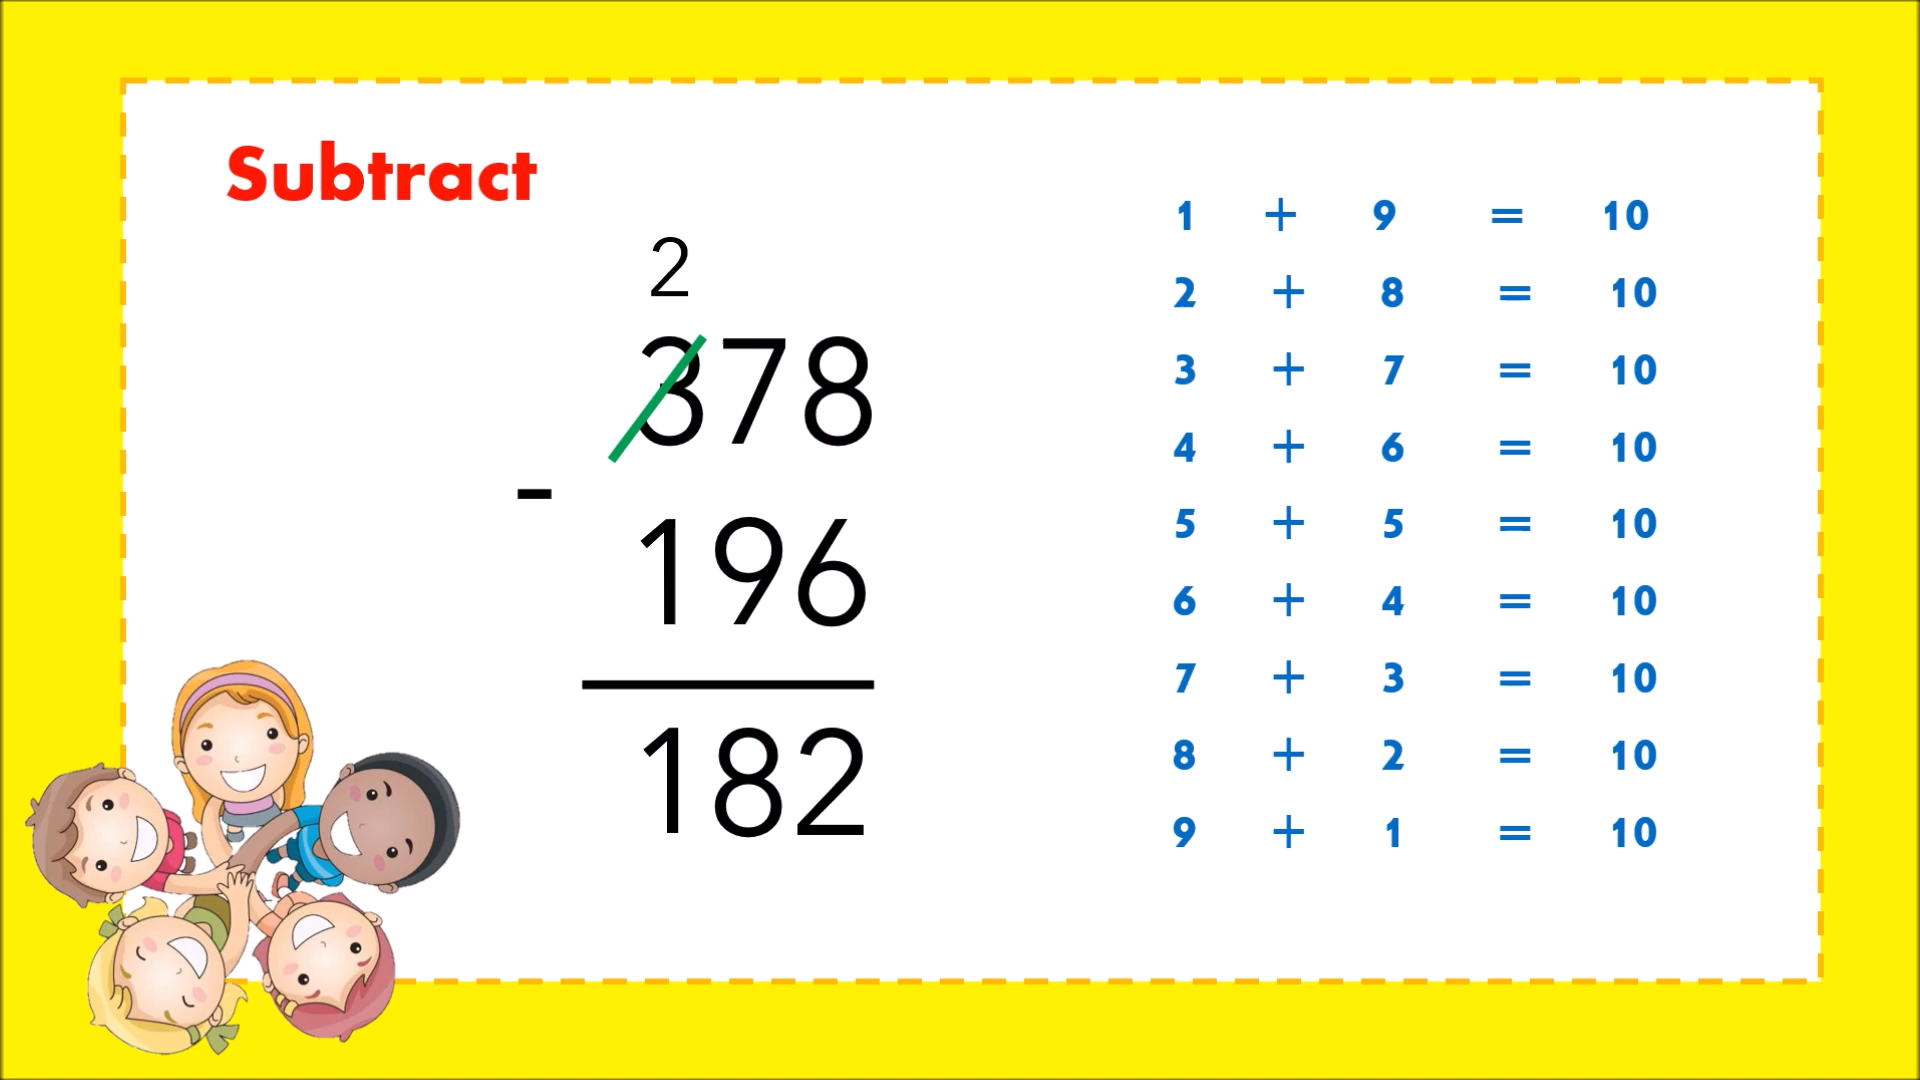 Subtract
2
378
-
196
182
1 + 9 = 10
2 + 8 = 10
3 + 7 = 10
4 + 6 = 10
5 + 5 = 10
6 + 4 = 10
7 + 3 = 10
8 + 2 = 10
9 + 1 = 10